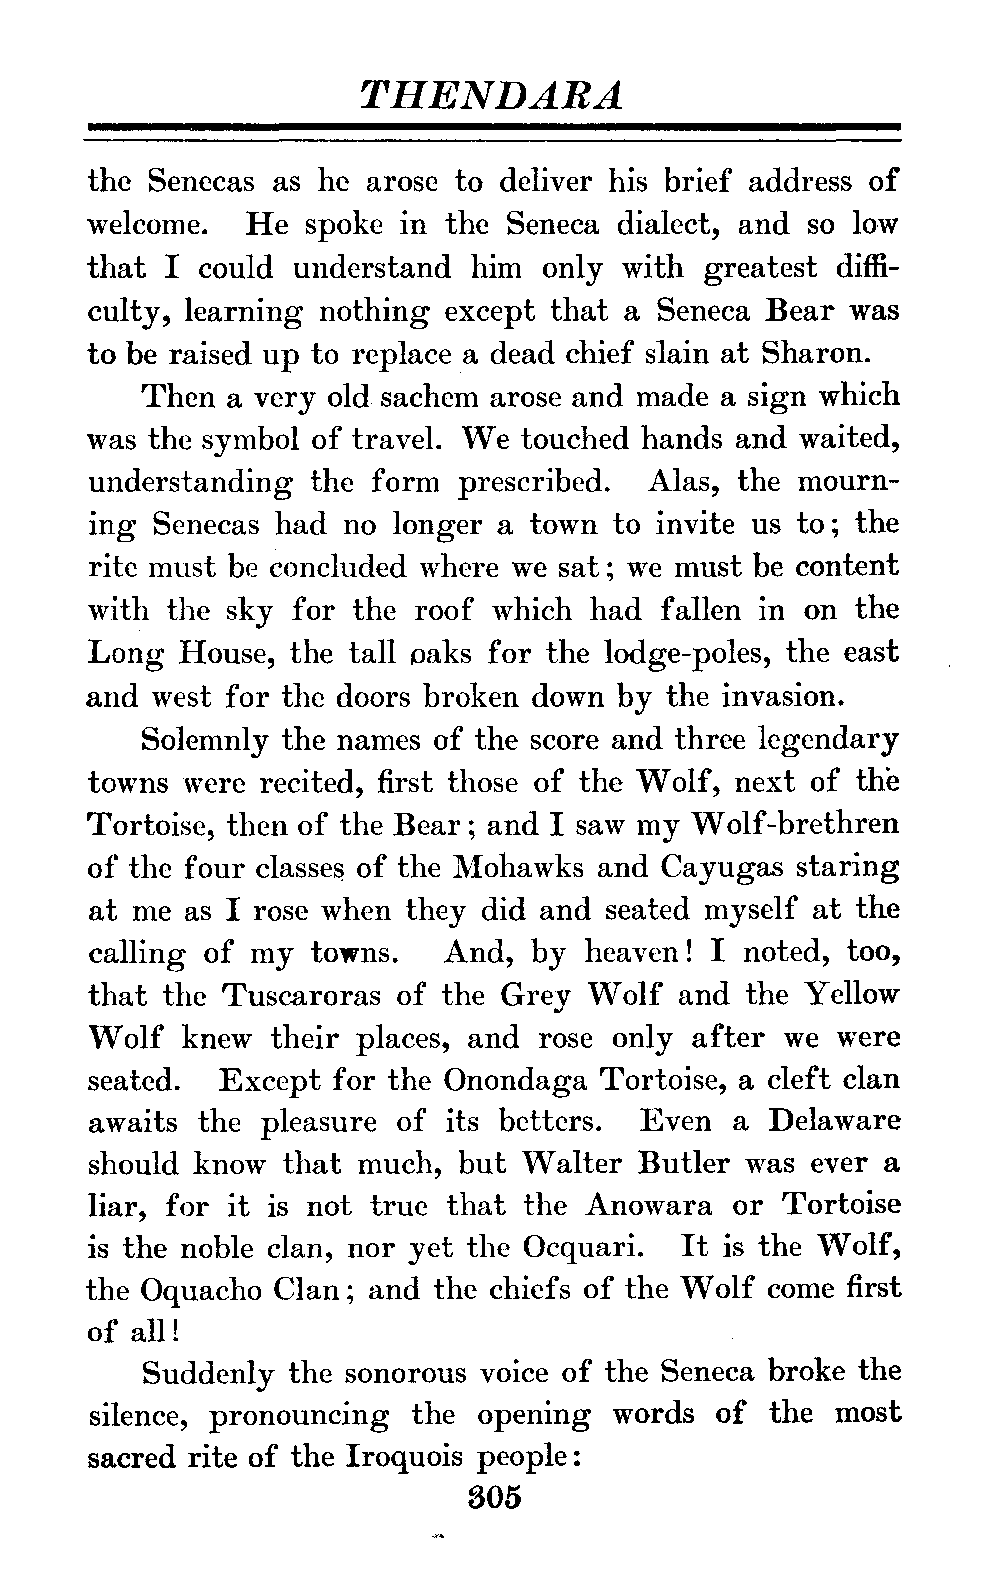 THENDARA
the Senecas as he arose to deliver his brief address of
welcome. He spoke in the Seneca dialect, and so low
that I could understand him only with greatest diffi-
culty, learning nothing except that a Seneca Bear was
to be raised up to replace a dead chief slain at Sharon.
Then a very old sachem arose and made a sign which
was the symbol of travel. We touched hands and waited,
understanding the form prescribed. Alas, the mourn-
ing Senecas had no longer a town to invite us to; the
rite must be concluded where we sat; we must be content
with the sky for the roof which had fallen in on the
Long House, the tall oaks for the lodge-poles, the east
and west for the doors broken down by the invasion.
Solemnly the names of the score and three legendary
towns were recited, first those of the Wolf, next of the
Tortoise, then of the Bear; and I saw my Wolf-brethren
of the four classes of the Mohawks and Cayugas staring
at me as I rose when they did and seated myself at the
calling of my towns. And, by heaven! I noted, too,
that the Tuscaroras of the Grey Wolf and the Yellow
Wolf knew their places, and rose only after we were
seated. Except for the Onondaga Tortoise, a cleft clan
awaits the pleasure of its betters. Even a Delaware
should know that much, but Walter Butler was ever a
liar, for it is not true that the Anowara or Tortoise
is the noble clan, nor yet the Ocquari. It is the Wolf,
the Oquacho Clan; and the chiefs of the Wolf come first
of all!
Suddenly the sonorous voice of the Seneca broke the
silence, pronouncing the opening words of the most
sacred rite of the Iroquois people:
305